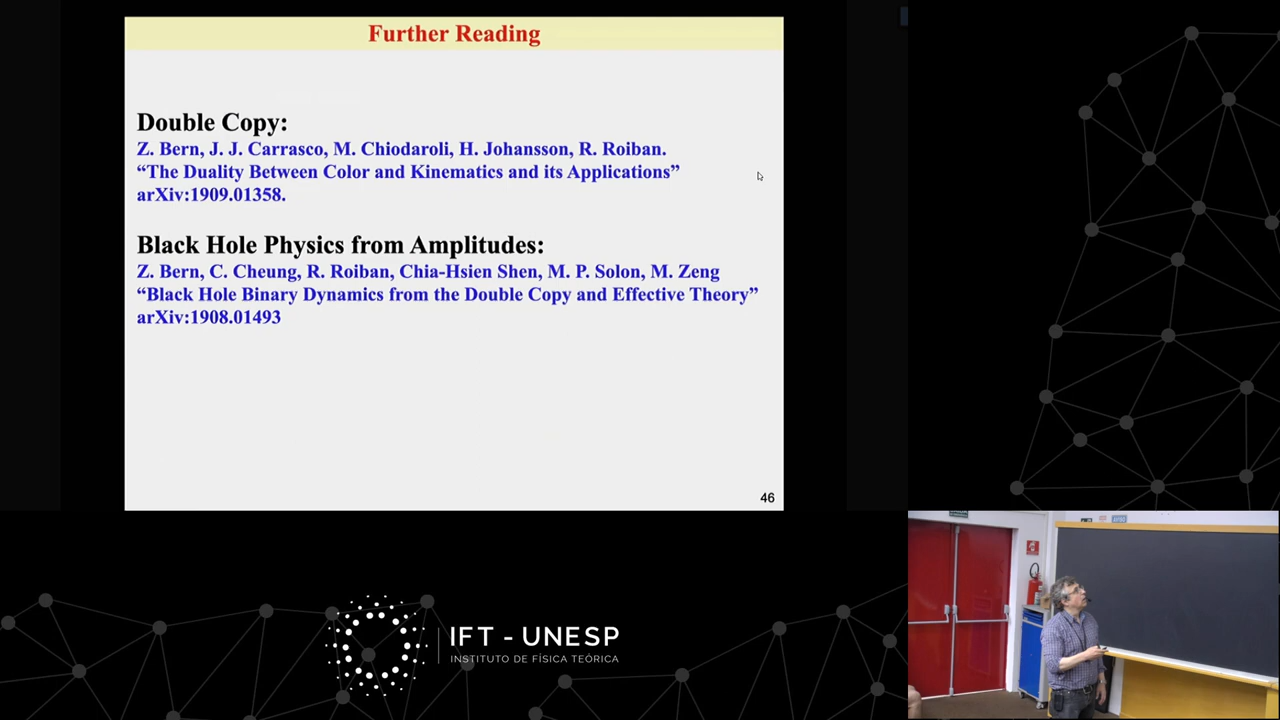 Further Reading
Double Copy:
Z. Bern, J. J. Carrasco, M. Chiodaroli, H. Johansson, R. Roiban.
“The Duality Between Color and Kinematics and its Applications”
arXiv:1909.01358.
Black Hole Physics from Amplitudes:
Z. Bern, C. Cheung, R. Roiban, Chia-Hsien Shen, M. P. Solon, M. Zeng
“Black Hole Binary Dynamics from the Double Copy and Effective Theory”
arXiv:1908.01493
46
IFT - UNESP
INSTITUTO DE FÍSICA TEÓRICA